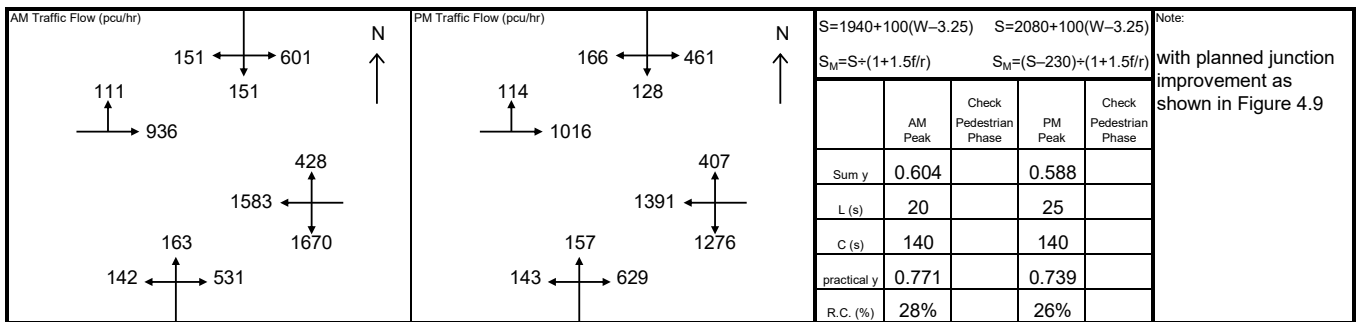 AM Traffic Flow (pcu/hr)
N
151 601
151
111
936
428
1583
1670
163
142 531
PM Traffic Flow (pcu/hr)
N
166 461
128
114
1016
407
1391
1276
157
143 629
S=1940+100(W–3.25) S=2080+100(W–3.25)
S_M=S÷(1+1.5f/r) S_M=(S–230)÷(1+1.5f/r)
AM Peak Check Pedestrian Phase PM Peak Check Pedestrian Phase
Sum y 0.604 0.588
L (s) 20 25
C (s) 140 140
practical y 0.771 0.739
R.C. (%) 28% 26%
Note:
with planned junction
improvement as
shown in Figure 4.9